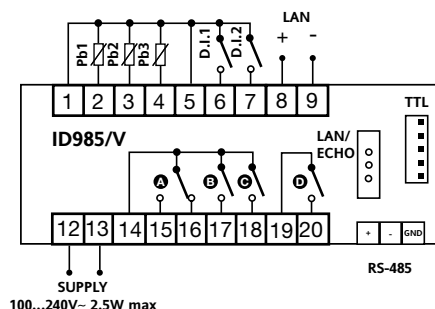 LAN
Pb1 Pb2 Pb3 D.I.1 D.I.2 + -
1 2 3 4 5 6 7 8 9
TTL
ID985/V
LAN/
ECHO
A B C D
12 13 14 15 16 17 18 19 20
+ - GND
SUPPLY
RS-485
100...240V~ 2.5W max